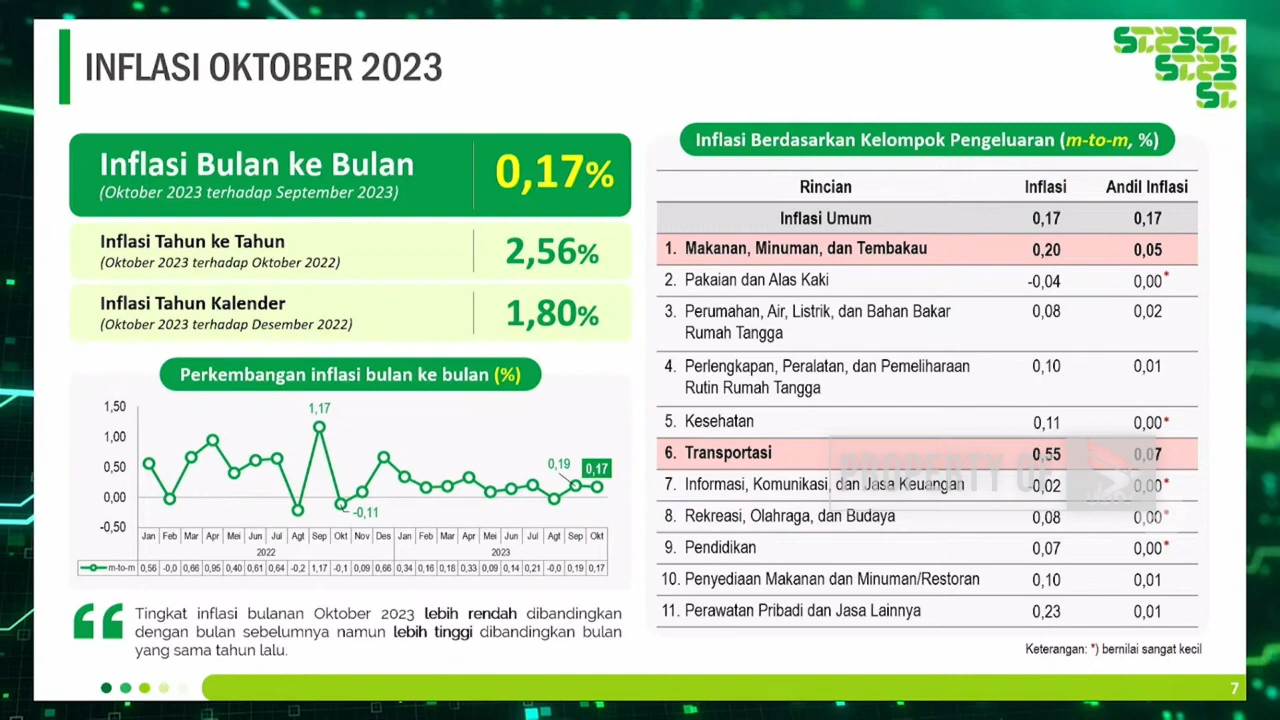 INFLASI OKTOBER 2023
ST23ST
ST23
ST
Inflasi Bulan ke Bulan
(Oktober 2023 terhadap September 2023)
0,17%
Inflasi Tahun ke Tahun
(Oktober 2023 terhadap Oktober 2022)
2,56%
Inflasi Tahun Kalender
(Oktober 2023 terhadap Desember 2022)
1,80%
Perkembangan inflasi bulan ke bulan (%)
1,50
1,00
0,50
0,00
-0,50
1,17
-0,11
0,19
0,17
Jan Feb Mar Apr Mei Jun Jul Agt Sep Okt Nov Des Jan Feb Mar Apr Mei Jun Jul Agt Sep Okt
2022 2023
m-to-m 0,56 -0,0 0,66 0,95 0,40 0,61 0,64 -0,2 1,17 -0,1 0,09 0,66 0,34 0,16 0,18 0,33 0,09 0,14 0,21 -0,0 0,19 0,17
Tingkat inflasi bulanan Oktober 2023 lebih rendah dibandingkan
dengan bulan sebelumnya namun lebih tinggi dibandingkan bulan
yang sama tahun lalu.
Inflasi Berdasarkan Kelompok Pengeluaran (m-to-m, %)
Rincian Inflasi Andil Inflasi
Inflasi Umum 0,17 0,17
1. Makanan, Minuman, dan Tembakau 0,20 0,05
2. Pakaian dan Alas Kaki -0,04 0,00*
3. Perumahan, Air, Listrik, dan Bahan Bakar 0,08 0,02
Rumah Tangga
4. Perlengkapan, Peralatan, dan Pemeliharaan 0,10 0,01
Rutin Rumah Tangga
5. Kesehatan 0,11 0,00*
6. Transportasi 0,55 0,07
7. Informasi, Komunikasi, dan Jasa Keuangan -0,02 0,00*
8. Rekreasi, Olahraga, dan Budaya 0,08 0,00*
9. Pendidikan 0,07 0,00*
10. Penyediaan Makanan dan Minuman/Restoran 0,10 0,01
11. Perawatan Pribadi dan Jasa Lainnya 0,23 0,01
PROPERTY OF
Keterangan: *) bernilai sangat kecil
7